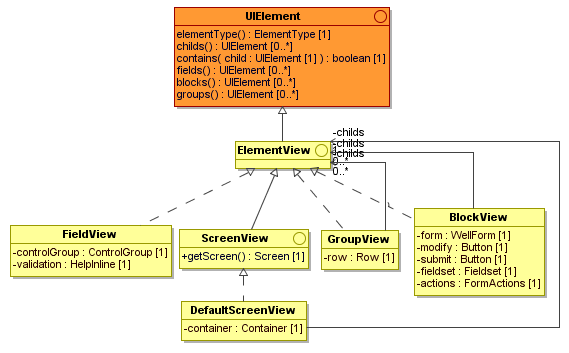 UIElement
elementType() : ElementType [1]
childs() : UIElement [0..*]
contains( child : UIElement [1] ) : boolean [1]
fields() : UIElement [0..*]
blocks() : UIElement [0..*]
groups() : UIElement [0..*]
ElementView
-childs
-childs
-childs
0..*
0..*
FieldView
-controlGroup : ControlGroup [1]
-validation : HelpInline [1]
ScreenView
+getScreen() : Screen [1]
GroupView
-row : Row [1]
BlockView
-form : WellForm [1]
-modify : Button [1]
-submit : Button [1]
-fieldset : Fieldset [1]
-actions : FormActions [1]
DefaultScreenView
-container : Container [1]